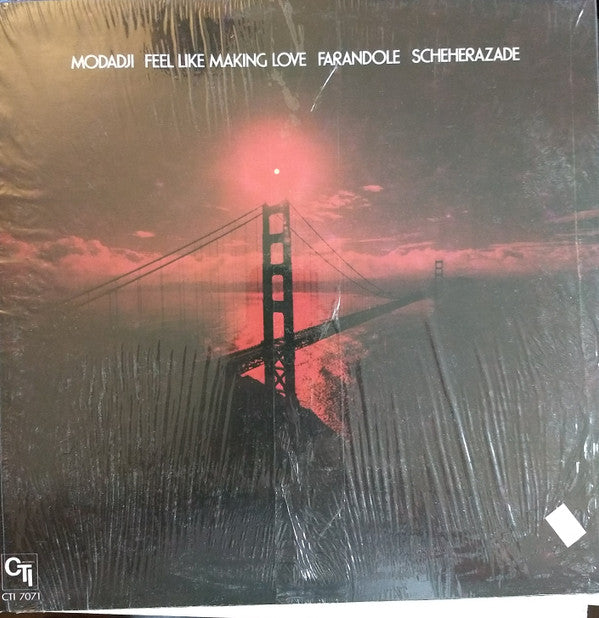 MODADJI FEEL LIKE MAKING LOVE FARANDOLE SCHEHERAZADE
CTI
CTI 7071